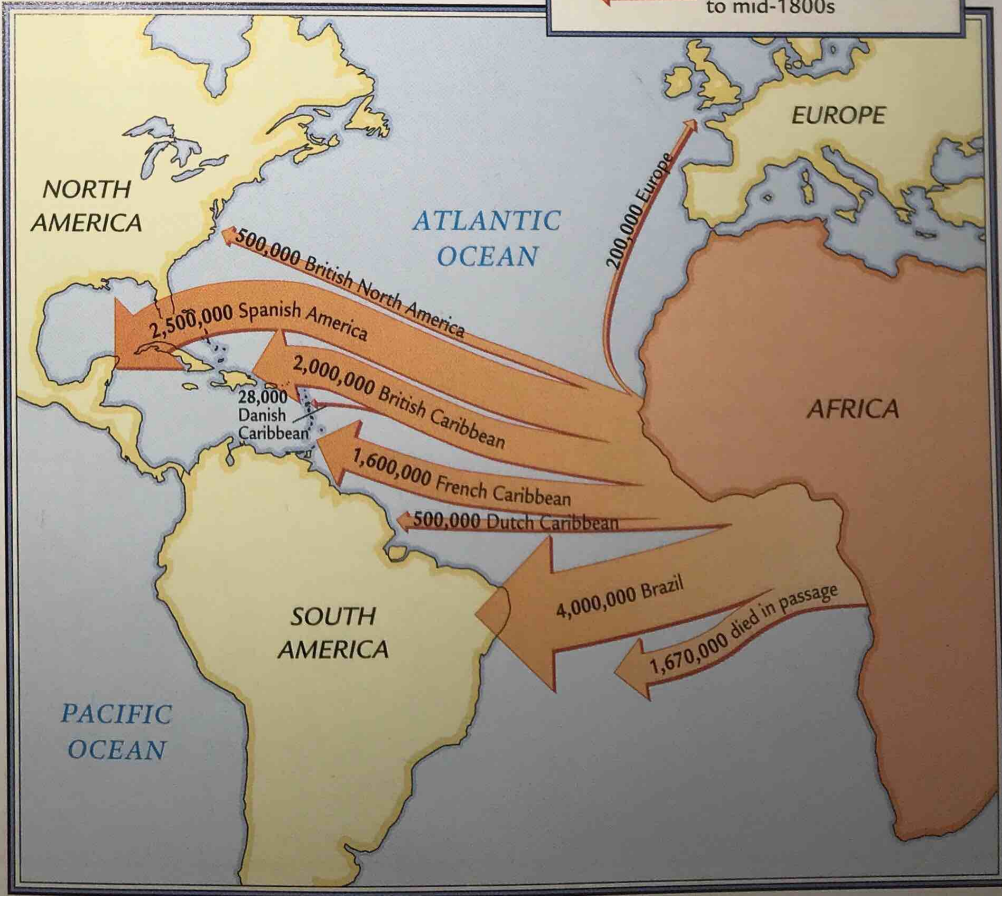 to mid-1800s
EUROPE
NORTH
AMERICA
ATLANTIC
OCEAN
200,000 Europe
500,000 British North America
2,500,000 Spanish America
2,000,000 British Caribbean
28,000
Danish
Caribbean
AFRICA
1,600,000 French Caribbean
500,000 Dutch Caribbean
4,000,000 Brazil
1,670,000 died in passage
SOUTH
AMERICA
PACIFIC
OCEAN